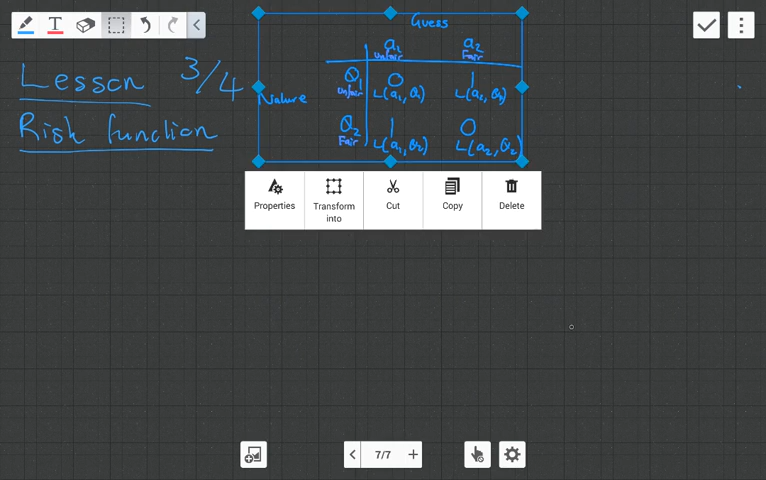 Guess
a1 a2
unfair Fair
Lesson 3/4
θ1 0 1
unfair L(a1, θ1) L(a1, θ1)
Nature
Risk function
θ2 1 0
Fair L(a1, θ2) L(a2, θ2)
Properties Transform into Cut Copy Delete
7/7